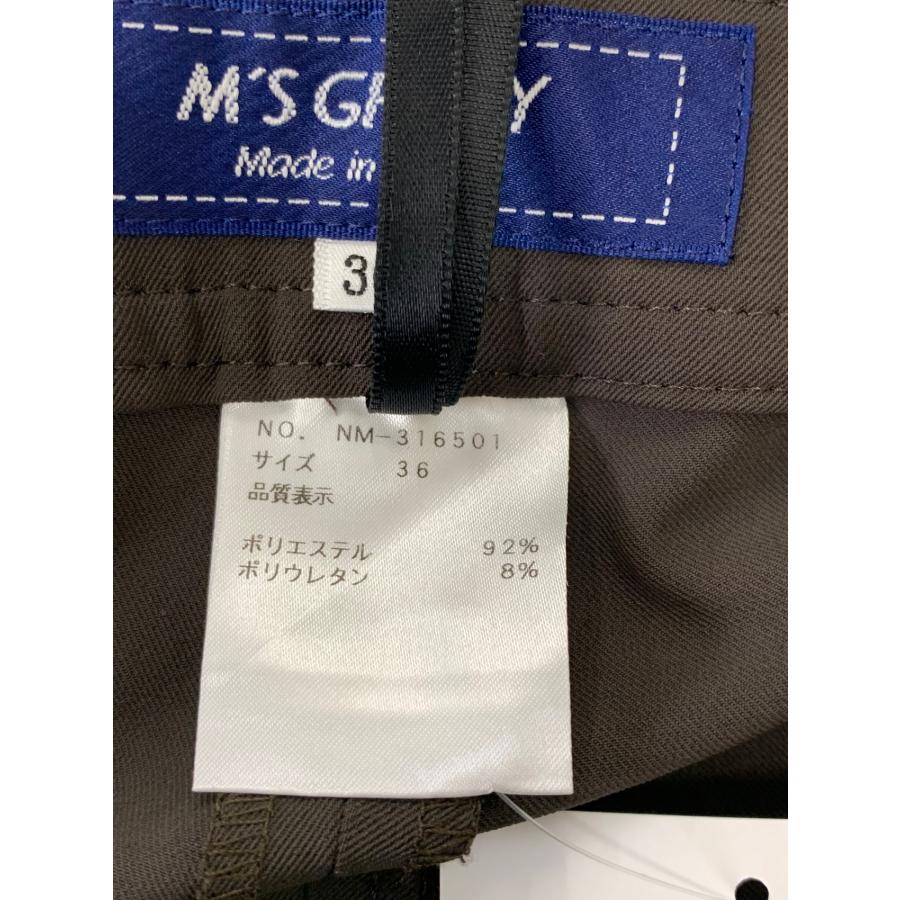 M'S G
Made in
3
NO. NM-316501
サイズ 36
品質表示
ポリエステル 92%
ポリウレタン 8%